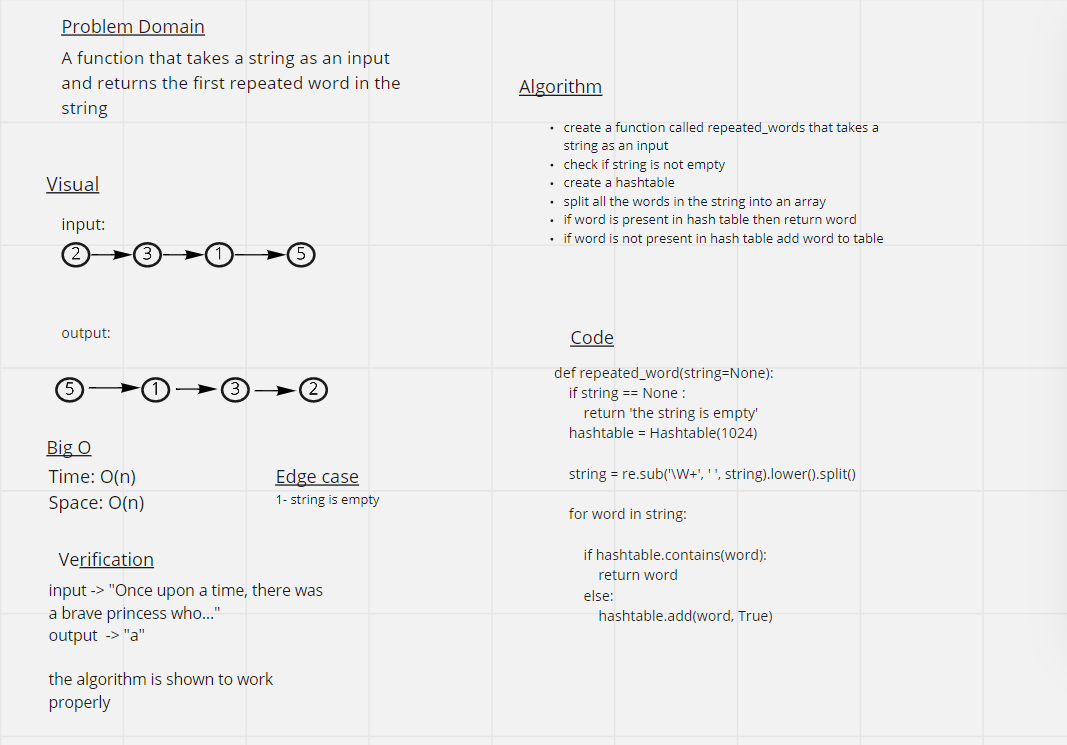 Problem Domain
A function that takes a string as an input
and returns the first repeated word in the
string
Visual
input:
2 3 1 5
output:
5 1 3 2
Big O
Time: O(n)
Space: O(n)
Edge case
1- string is empty
Verification
input -> "Once upon a time, there was
a brave princess who..."
output -> "a"
the algorithm is shown to work
properly
Algorithm
• create a function called repeated_words that takes a
string as an input
• check if string is not empty
• create a hashtable
• split all the words in the string into an array
• if word is present in hash table then return word
• if word is not present in hash table add word to table
Code
def repeated_word(string=None):
if string == None :
return 'the string is empty'
hashtable = Hashtable(1024)
string = re.sub('\W+', ' ', string).lower().split()
for word in string:
if hashtable.contains(word):
return word
else:
hashtable.add(word, True)